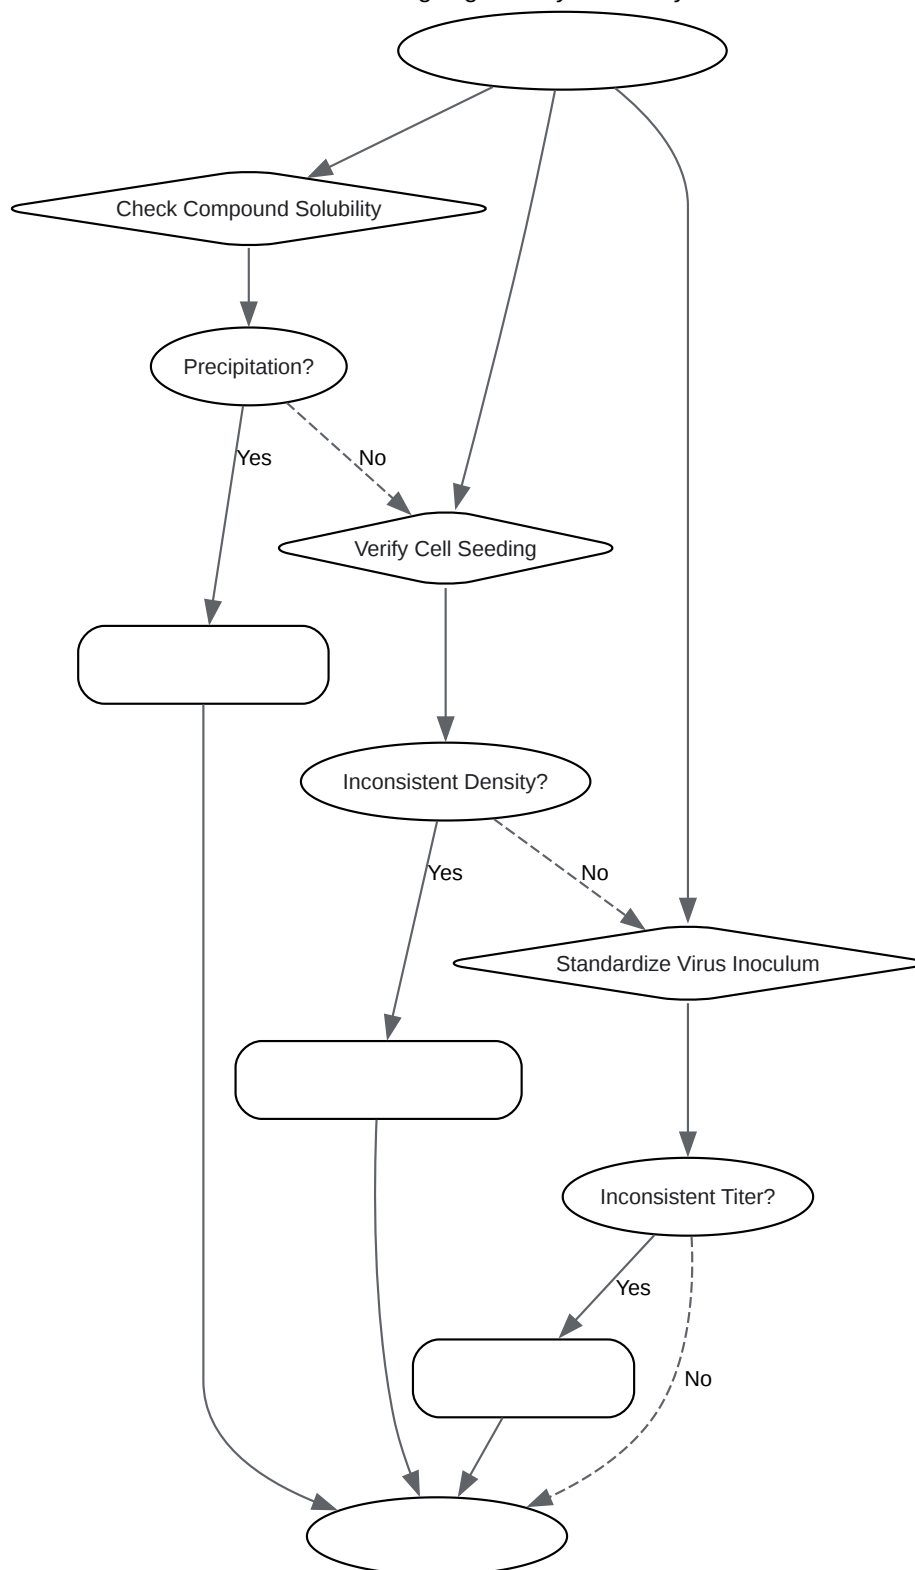 Check Compound Solubility
Precipitation?
Yes
No
Verify Cell Seeding
Inconsistent Density?
Yes
No
Standardize Virus Inoculum
Inconsistent Titer?
Yes
No